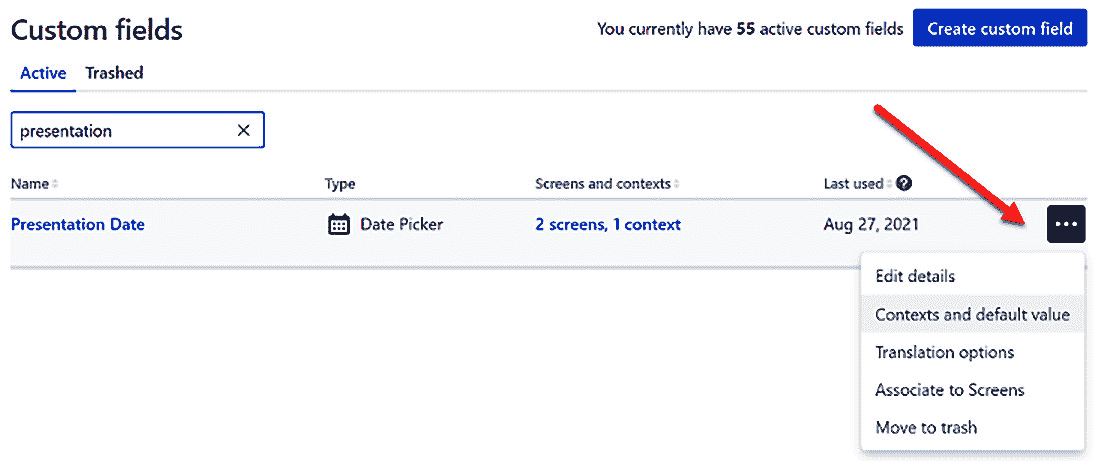 Custom fields
You currently have 55 active custom fields
Create custom field
Active
Trashed
presentation
Name
Type
Screens and contexts
Last used
Presentation Date
Date Picker
2 screens, 1 context
Aug 27, 2021
Edit details
Contexts and default value
Translation options
Associate to Screens
Move to trash